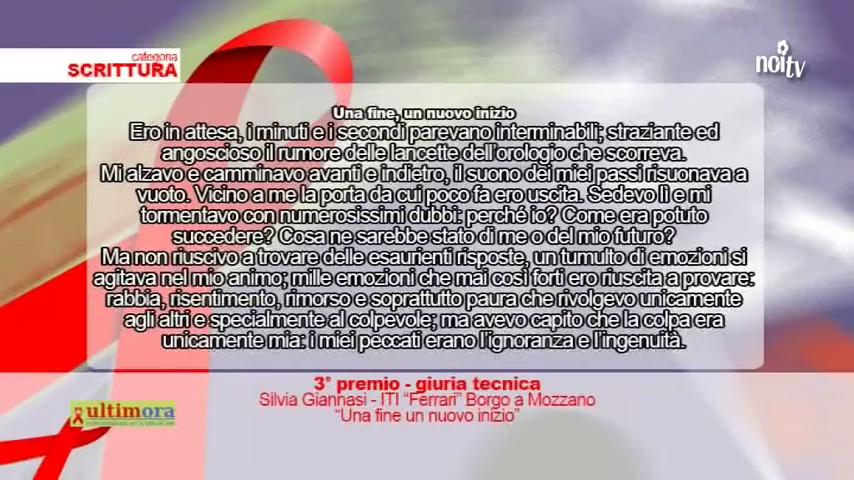 categoria
SCRITTURA
noitv
Una fine, un nuovo inizio
Ero in attesa, i minuti e i secondi parevano interminabili; straziante ed
angoscioso il rumore delle lancette dell'orologio che scorreva.
Mi alzavo e camminavo avanti e indietro, il suono dei miei passi risuonava a
vuoto. Vicino a me la porta da cui poco fa ero uscita. Sedevo lì e mi
tormentavo con numerosissimi dubbi: perché io? Come era potuto
succedere? Cosa ne sarebbe stato di me o del mio futuro?
Ma non riuscivo a trovare delle esaurienti risposte, un tumulto di emozioni si
agitava nel mio animo; mille emozioni che mai così forti ero riuscita a provare:
rabbia, risentimento, rimorso e soprattutto paura che rivolgevo unicamente
agli altri e specialmente al colpevole; ma avevo capito che la colpa era
unicamente mia: i miei peccati erano l'ignoranza e l'ingenuità.
3° premio - giuria tecnica
Silvia Giannasi - ITI "Ferrari" Borgo a Mozzano
"Una fine un nuovo inizio"
ultimora